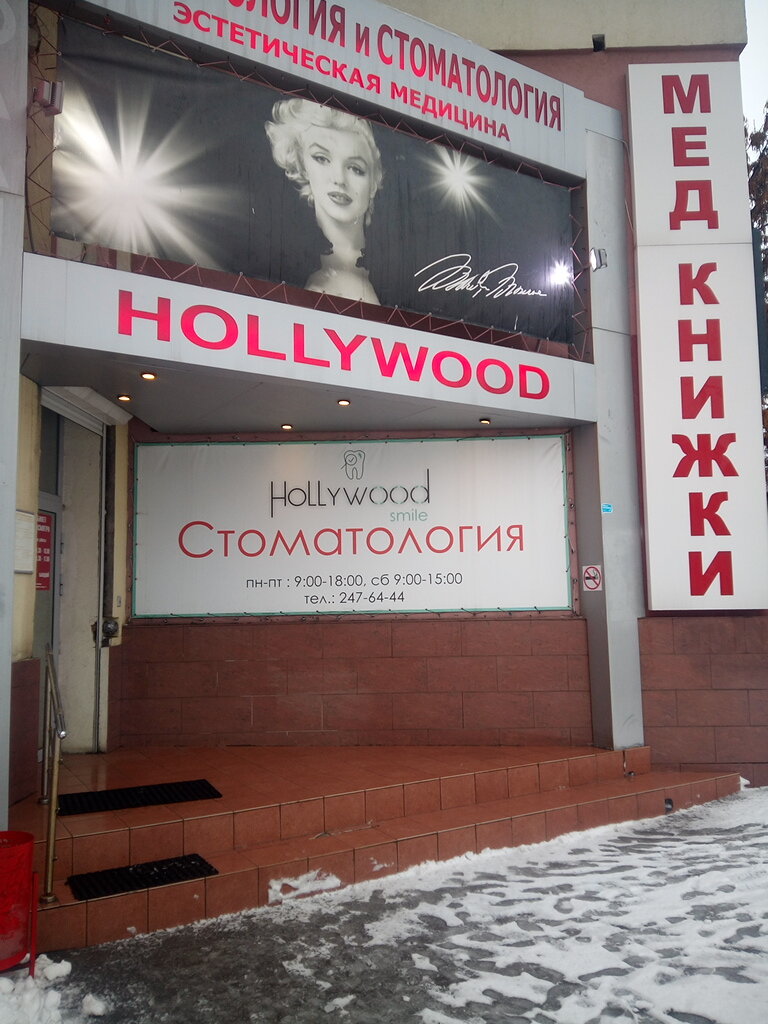 И СТОМАТОЛОГИЯ
ЭСТЕТИЧЕСКАЯ МЕДИЦИНА
HOLLYWOOD
Hollywood
smile
Стоматология
пн-пт : 9:00-18:00, сб 9:00-15:00
тел.: 247-64-44
МЕД КНИЖКИ